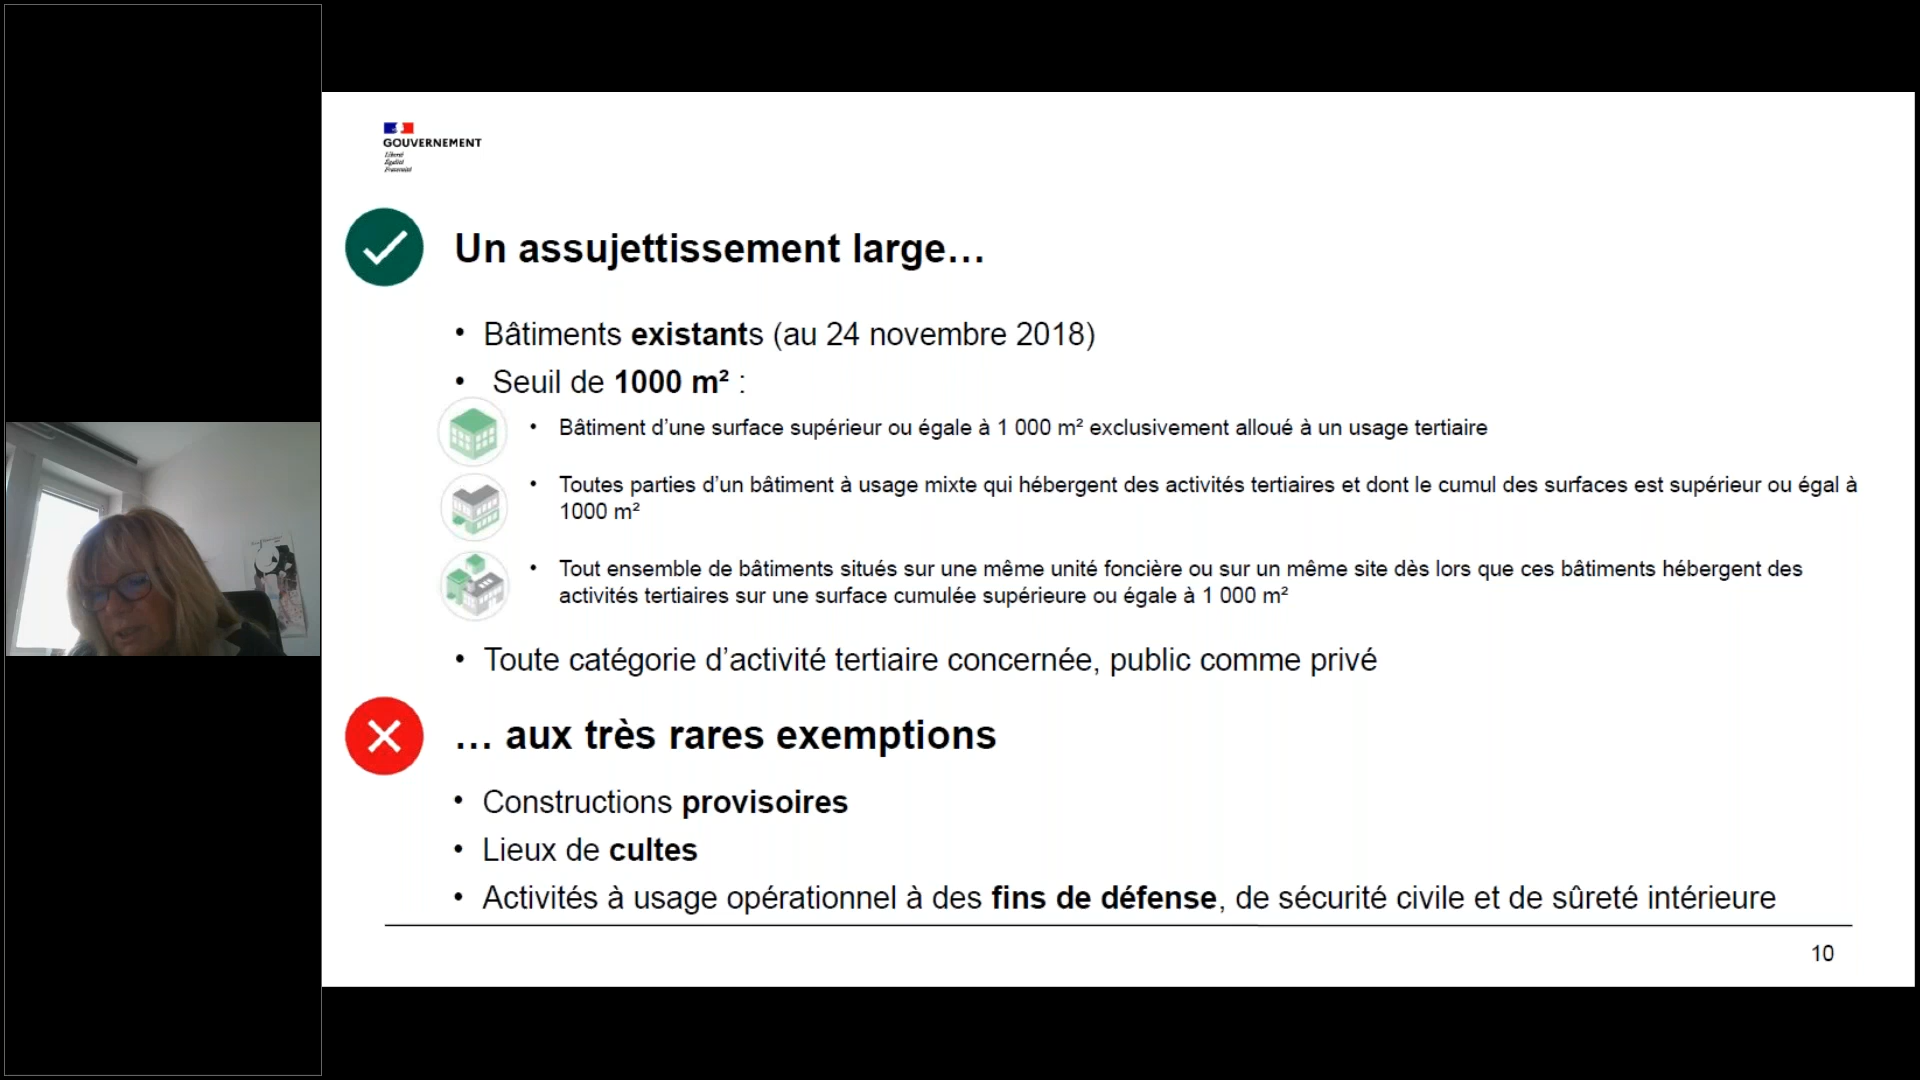 GOUVERNEMENT
Liberté
Égalité
Fraternité
Un assujettissement large…
• Bâtiments existants (au 24 novembre 2018)
• Seuil de 1000 m² :
• Bâtiment d’une surface supérieur ou égale à 1 000 m² exclusivement alloué à un usage tertiaire
• Toutes parties d’un bâtiment à usage mixte qui hébergent des activités tertiaires et dont le cumul des surfaces est supérieur ou égal à
1000 m²
• Tout ensemble de bâtiments situés sur une même unité foncière ou sur un même site dès lors que ces bâtiments hébergent des
activités tertiaires sur une surface cumulée supérieure ou égale à 1 000 m²
• Toute catégorie d’activité tertiaire concernée, public comme privé
… aux très rares exemptions
• Constructions provisoires
• Lieux de cultes
• Activités à usage opérationnel à des fins de défense, de sécurité civile et de sûreté intérieure
10